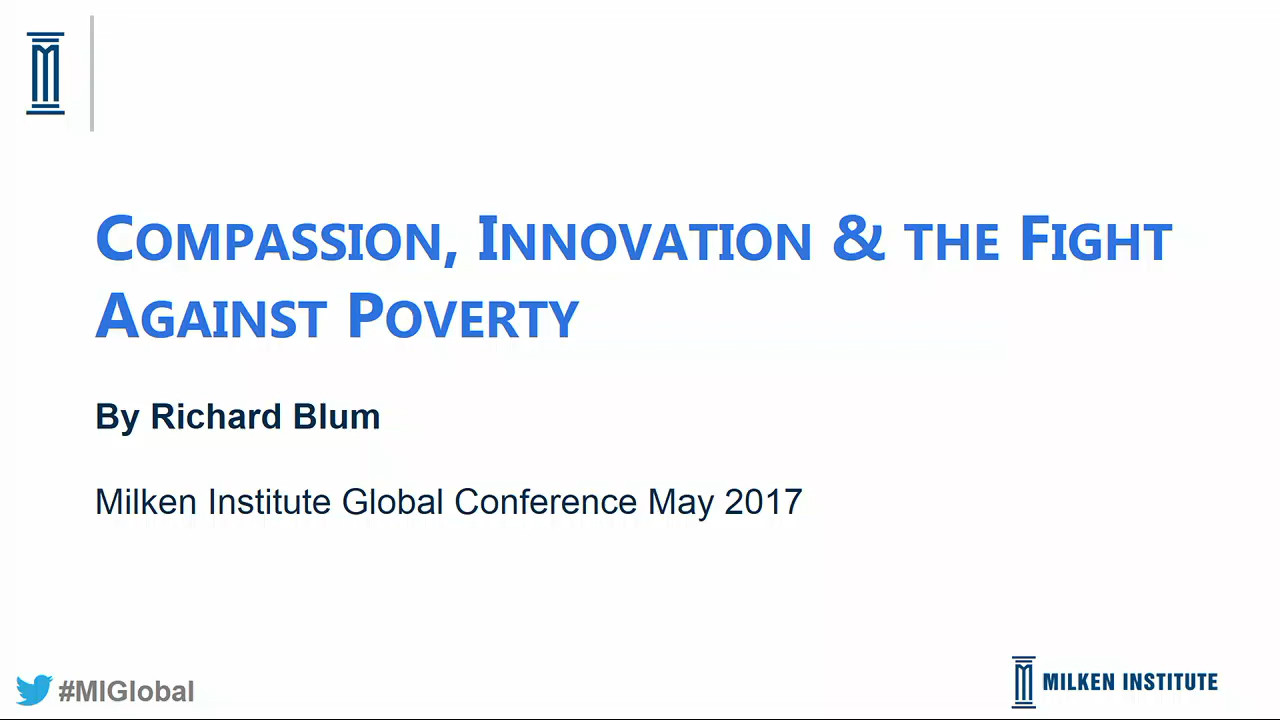 COMPASSION, INNOVATION & THE FIGHT
AGAINST POVERTY
By Richard Blum
Milken Institute Global Conference May 2017
#MIGlobal
MILKEN INSTITUTE